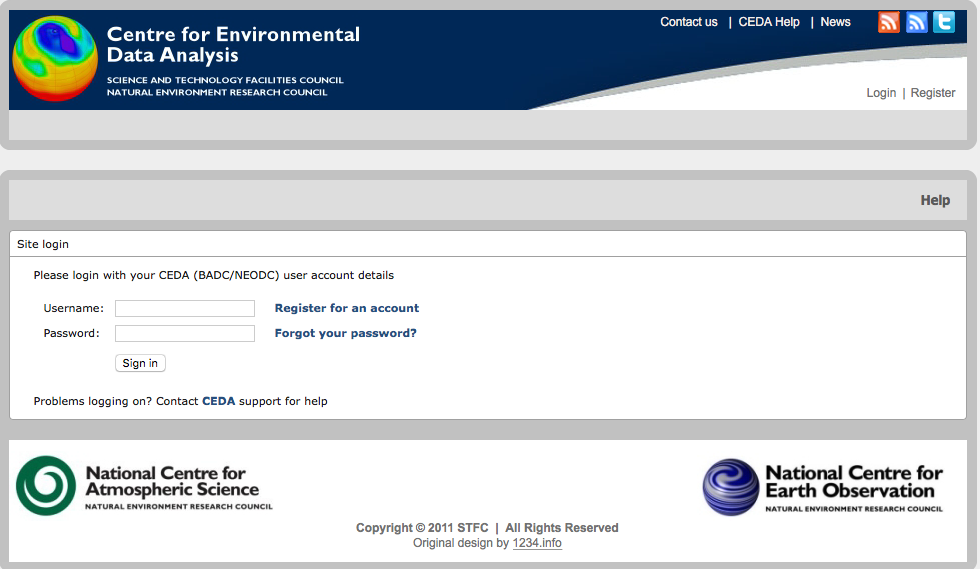 Contact us | CEDA Help | News
Centre for Environmental
Data Analysis
SCIENCE AND TECHNOLOGY FACILITIES COUNCIL
NATURAL ENVIRONMENT RESEARCH COUNCIL
Login | Register
Help
Site login
Please login with your CEDA (BADC/NEODC) user account details
Username: Register for an account
Password: Forgot your password?
Sign in
Problems logging on? Contact CEDA support for help
National Centre for
Atmospheric Science
NATURAL ENVIRONMENT RESEARCH COUNCIL
National Centre for
Earth Observation
NATURAL ENVIRONMENT RESEARCH COUNCIL
Copyright © 2011 STFC | All Rights Reserved
Original design by 1234.info